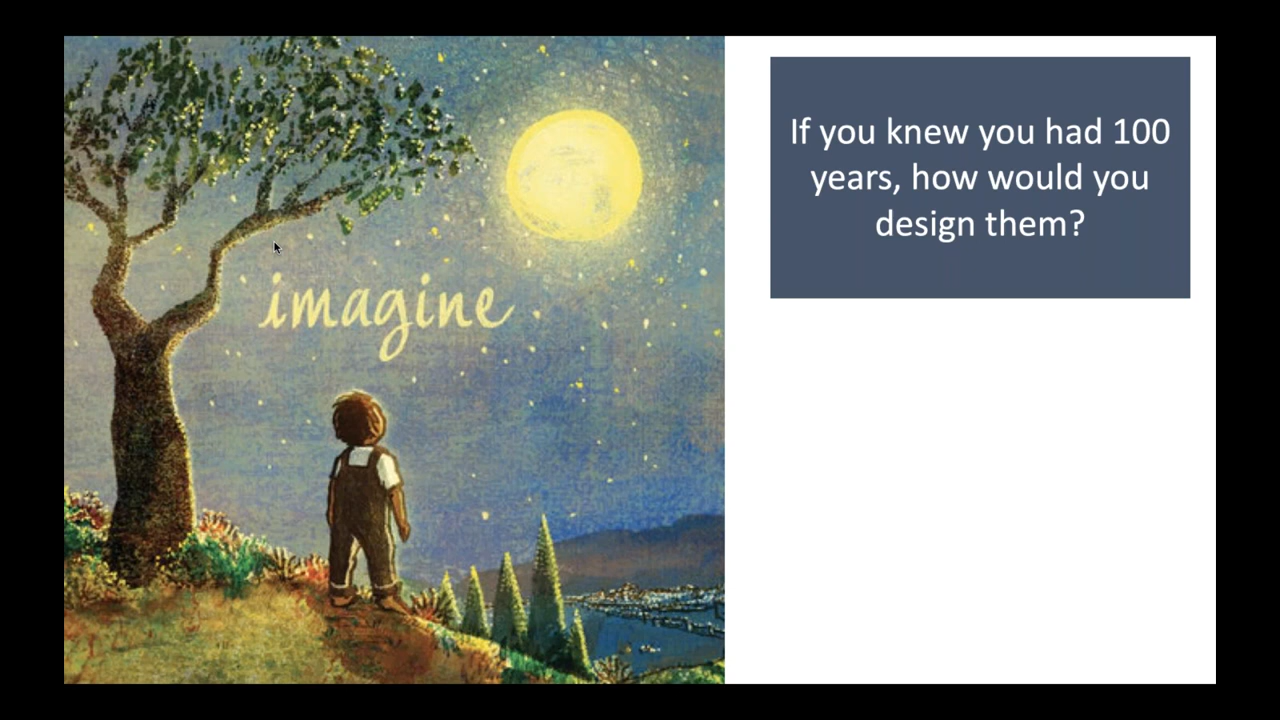 imagine
If you knew you had 100
years, how would you
design them?